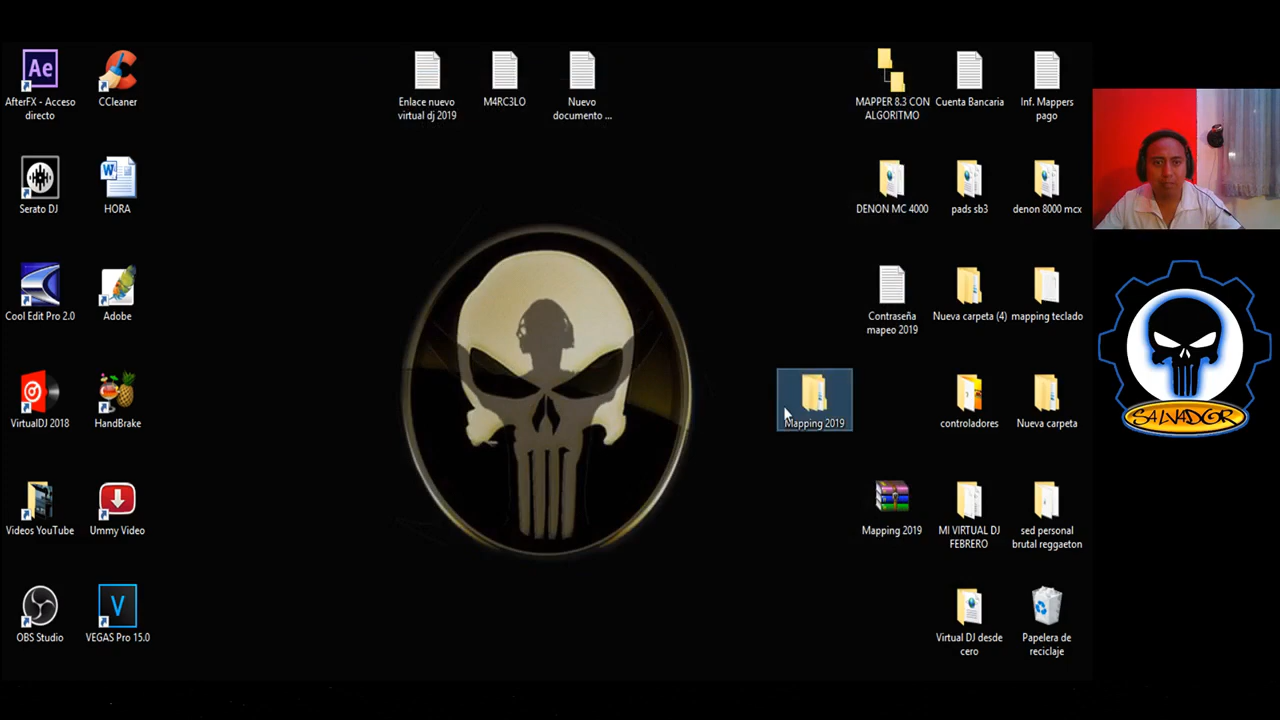 AfterFX - Acceso
directo
CCleaner
Enlace nuevo
virtual dj 2019
M4RC3LO
Nuevo
documento ...
MAPPER 8.3 CON
ALGORITMO
Cuenta Bancaria
Inf. Mappers
pago
Serato DJ
HORA
DENON MC 4000
pads sb3
denon 8000 mcx
Cool Edit Pro 2.0
Adobe
Contraseña
mapeo 2019
Nueva carpeta (4)
mapping teclado
VirtualDJ 2018
HandBrake
Mapping 2019
controladores
Nueva carpeta
SALVADOR
Videos YouTube
Ummy Video
Mapping 2019
MI VIRTUAL DJ
FEBRERO
sed personal
brutal reggaeton
OBS Studio
VEGAS Pro 15.0
Virtual DJ desde
cero
Papelera de
reciclaje
Ae
W
V